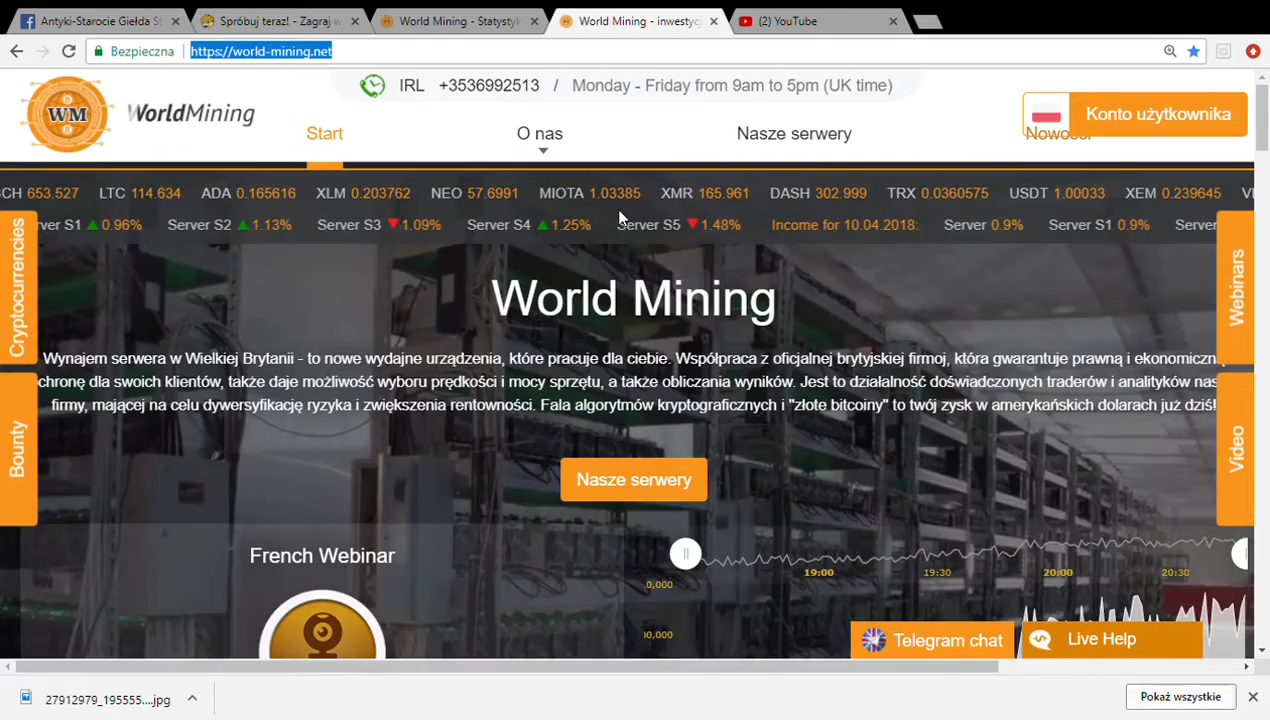 Antyki-Starocie Giełda St
Spróbuj teraz! - Zagraj w
World Mining - Statystyk
World Mining - inwestycj
(2) YouTube
Bezpieczna
https://world-mining.net
IRL +3536992513 / Monday - Friday from 9am to 5pm (UK time)
WM
WorldMining
Start
O nas
Nasze serwery
Nowości
Konto użytkownika
CH 653.527 LTC 114.634 ADA 0.165616 XLM 0.203762 NEO 57.6991 MIOTA 1.03385 XMR 165.961 DASH 302.999 TRX 0.0360575 USDT 1.00033 XEM 0.239645 VE
rver S1 0.96% Server S2 1.13% Server S3 1.09% Server S4 1.25% Server S5 1.48% Income for 10.04.2018: Server 0.9% Server S1 0.9% Server
Cryptocurrencies
Bounty
Webinars
Video
World Mining
Wynajem serwera w Wielkiej Brytanii - to nowe wydajne urządzenia, które pracuje dla ciebie. Współpraca z oficjalnej brytyjskiej firmoj, która gwarantuje prawną i ekonomiczną
chronę dla swoich klientów, także daje możliwość wyboru prędkości i mocy sprzętu, a także obliczania wyników. Jest to działalność doświadczonych traderów i analityków nas
firmy, mającej na celu dywersyfikację ryzyka i zwiększenia rentowności. Fala algorytmów kryptograficznych i "złote bitcoiny" to twój zysk w amerykańskich dolarach już dziś!
Nasze serwery
French Webinar
19:00 19:30 20:00 20:30
0,000
0,000
Telegram chat
Live Help
27912979_195555....jpg
Pokaż wszystkie